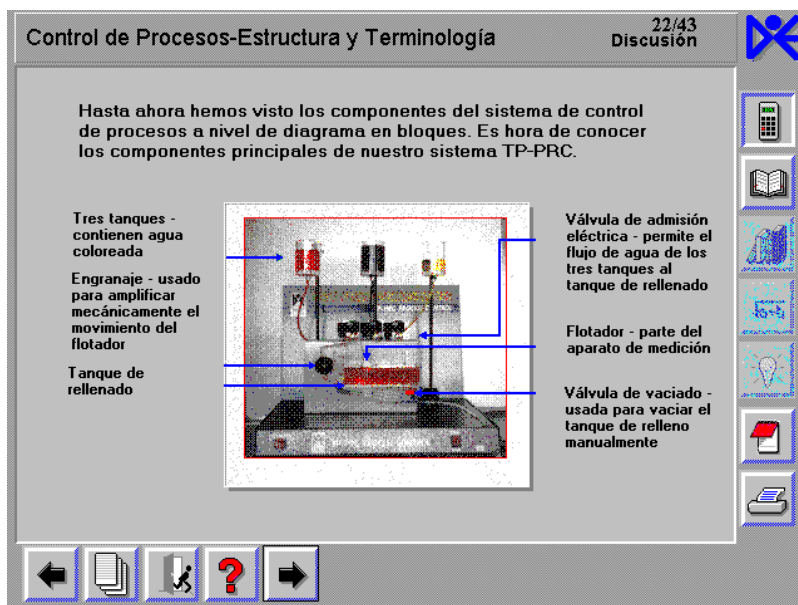 Control de Procesos-Estructura y Terminología
22/43
Discusión
Hasta ahora hemos visto los componentes del sistema de control
de procesos a nivel de diagrama en bloques. Es hora de conocer
los componentes principales de nuestro sistema TP-PRC.
Tres tanques -
contienen agua
coloreada
Engranaje - usado
para amplificar
mecánicamente el
movimiento del
flotador
Tanque de
rellenado
Válvula de admisión
eléctrica - permite el
flujo de agua de los
tres tanques al
tanque de rellenado
Flotador - parte del
aparato de medición
Válvula de vaciado -
usada para vaciar el
tanque de relleno
manualmente